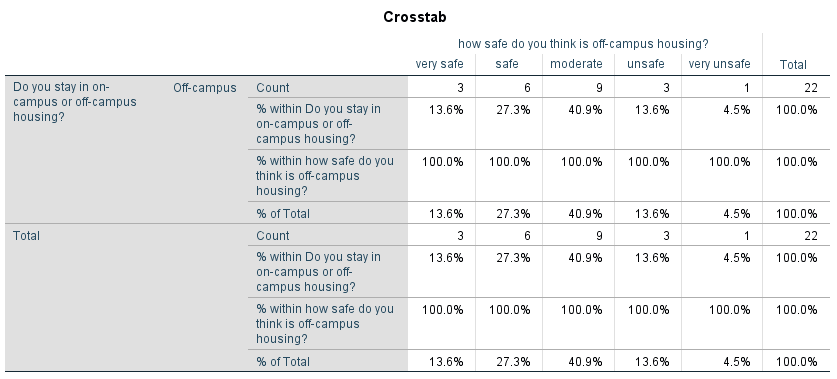 Crosstab
how safe do you think is off-campus housing?
very safe safe moderate unsafe very unsafe Total
Do you stay in on- Off-campus Count 3 6 9 3 1 22
campus or off-campus
housing?
% within Do you stay in 13.6% 27.3% 40.9% 13.6% 4.5% 100.0%
on-campus or off-
campus housing?
% within how safe do you 100.0% 100.0% 100.0% 100.0% 100.0% 100.0%
think is off-campus
housing?
% of Total 13.6% 27.3% 40.9% 13.6% 4.5% 100.0%
Total Count 3 6 9 3 1 22
% within Do you stay in 13.6% 27.3% 40.9% 13.6% 4.5% 100.0%
on-campus or off-
campus housing?
% within how safe do you 100.0% 100.0% 100.0% 100.0% 100.0% 100.0%
think is off-campus
housing?
% of Total 13.6% 27.3% 40.9% 13.6% 4.5% 100.0%